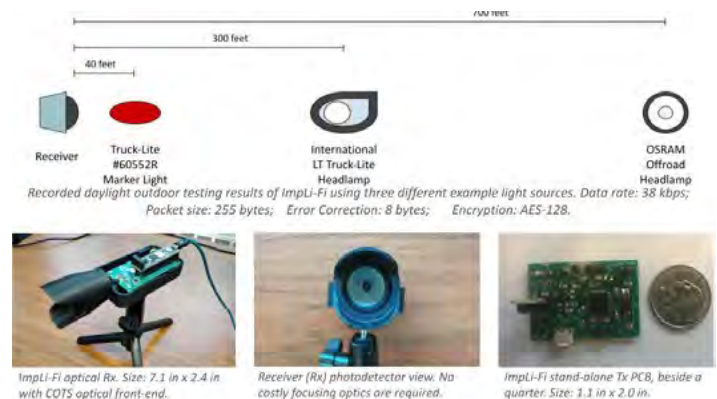 700 feet
300 feet
40 feet
Receiver
Truck-Lite
#60552R
Marker Light
International
LT Truck-Lite
Headlamp
OSRAM
Offroad
Headlamp
Recorded daylight outdoor testing results of ImpLi-Fi using three different example light sources. Data rate: 38 kbps;
Packet size: 255 bytes; Error Correction: 8 bytes; Encryption: AES-128.
ImpLi-Fi optical Rx. Size: 7.1 in x 2.4 in
with COTS optical front-end.
Receiver (Rx) photodetector view. No
costly focusing optics are required.
ImpLi-Fi stand-alone Tx PCB, beside a
quarter. Size: 1.1 in x 2.0 in.